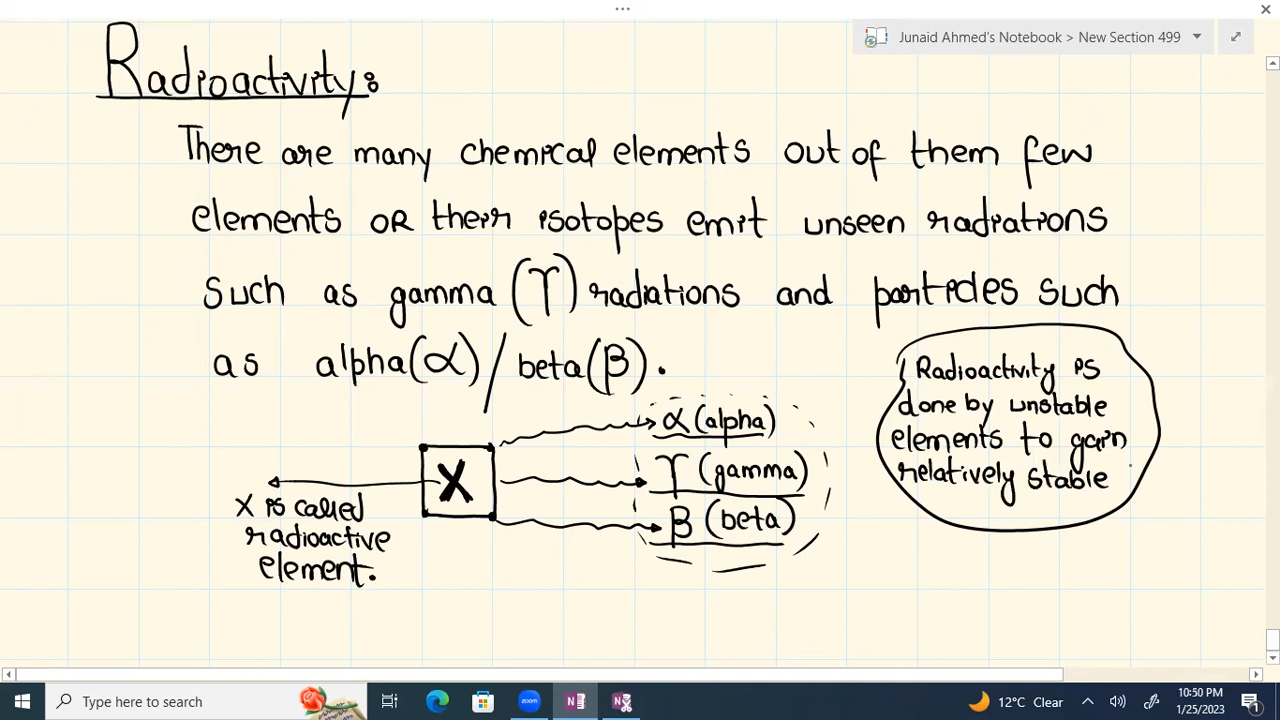 Junaid Ahmed's Notebook > New Section 499
Radioactivity:
There are many chemical elements out of them few
elements OR their isotopes emit unseen radiations
such as gamma (ϒ) radiations and particles such
as alpha(α)/beta(β).
Radioactivity is
done by unstable
elements to gain
relatively stable
X
α (alpha)
ϒ (gamma)
β (beta)
X is called
radioactive
element.
Type here to search
zoom
12°C Clear
10:50 PM
1/25/2023
1